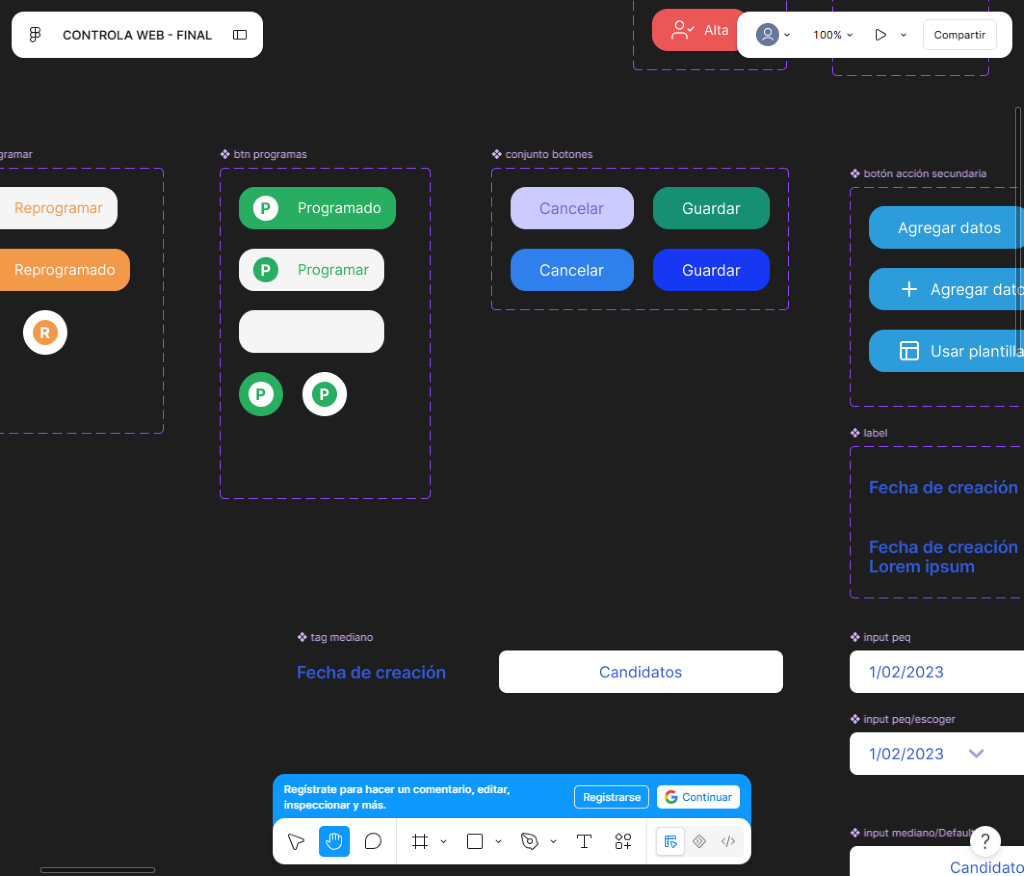 CONTROLA WEB - FINAL
Alta
100%
Compartir
gramar
btn programas
conjunto botones
botón acción secundaria
Reprogramar
P Programado
Cancelar
Guardar
Agregar datos
Reprogramado
P Programar
Cancelar
Guardar
Agregar dato
R
Usar plantilla
P
P
label
Fecha de creación
Fecha de creación
Lorem ipsum
tag mediano
input peq
Fecha de creación
Candidatos
1/02/2023
input peq/escoger
1/02/2023
Regístrate para hacer un comentario, editar,
inspeccionar y más.
Registrarse
Continuar
input mediano/Default
?
Candidato